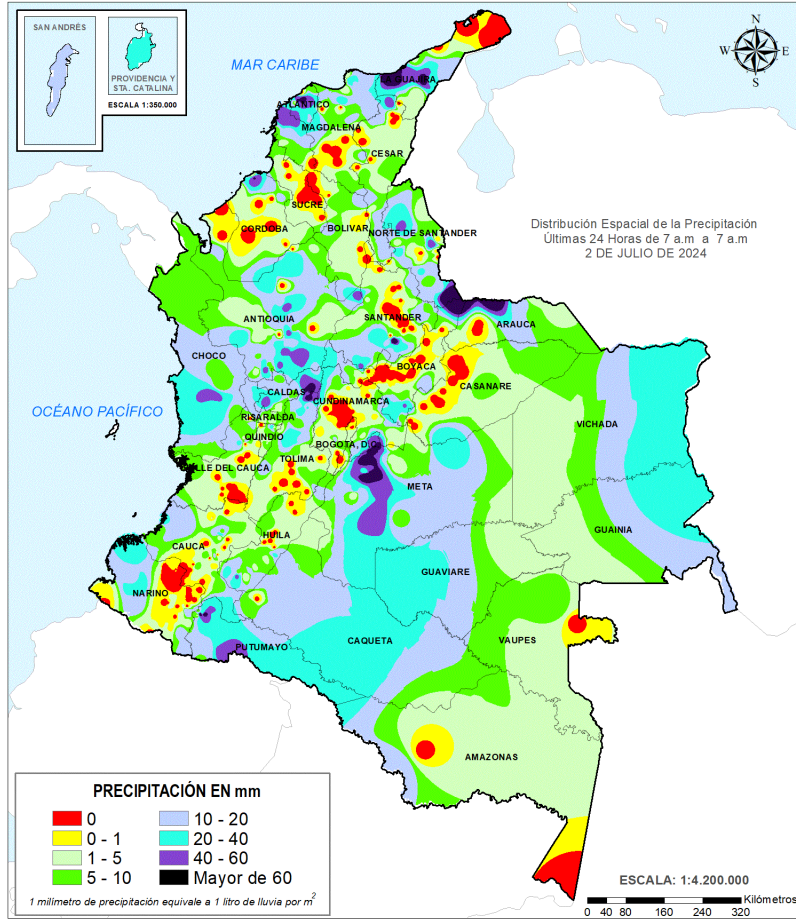 SAN ANDRÉS
PROVIDENCIA Y
STA. CATALINA
ESCALA 1:350.000
MAR CARIBE
N
W E
S
LA GUAJIRA
ATLANTICO
MAGDALENA
CESAR
SUCRE
CORDOBA
BOLIVAR
NORTE DE SANTANDER
Distribución Espacial de la Precipitación
Últimas 24 Horas de 7 a.m a 7 a.m
2 DE JULIO DE 2024
ANTIOQUIA
SANTANDER
ARAUCA
CHOCO
BOYACA
CASANARE
CALDAS
CUNDINAMARCA
OCÉANO PACÍFICO
RISARALDA
VICHADA
QUINDIO
BOGOTA, D.C.
TOLIMA
LLE DEL CAUCA
META
GUAINIA
HUILA
CAUCA
GUAVIARE
NARIÑO
CAQUETA
VAUPES
PUTUMAYO
AMAZONAS
PRECIPITACIÓN EN mm
0 10 - 20
0 - 1 20 - 40
1 - 5 40 - 60
5 - 10 Mayor de 60
1 milímetro de precipitación equivale a 1 litro de lluvia por m²
ESCALA: 1:4.200.000
Kilómetros
0 40 80 160 240 320